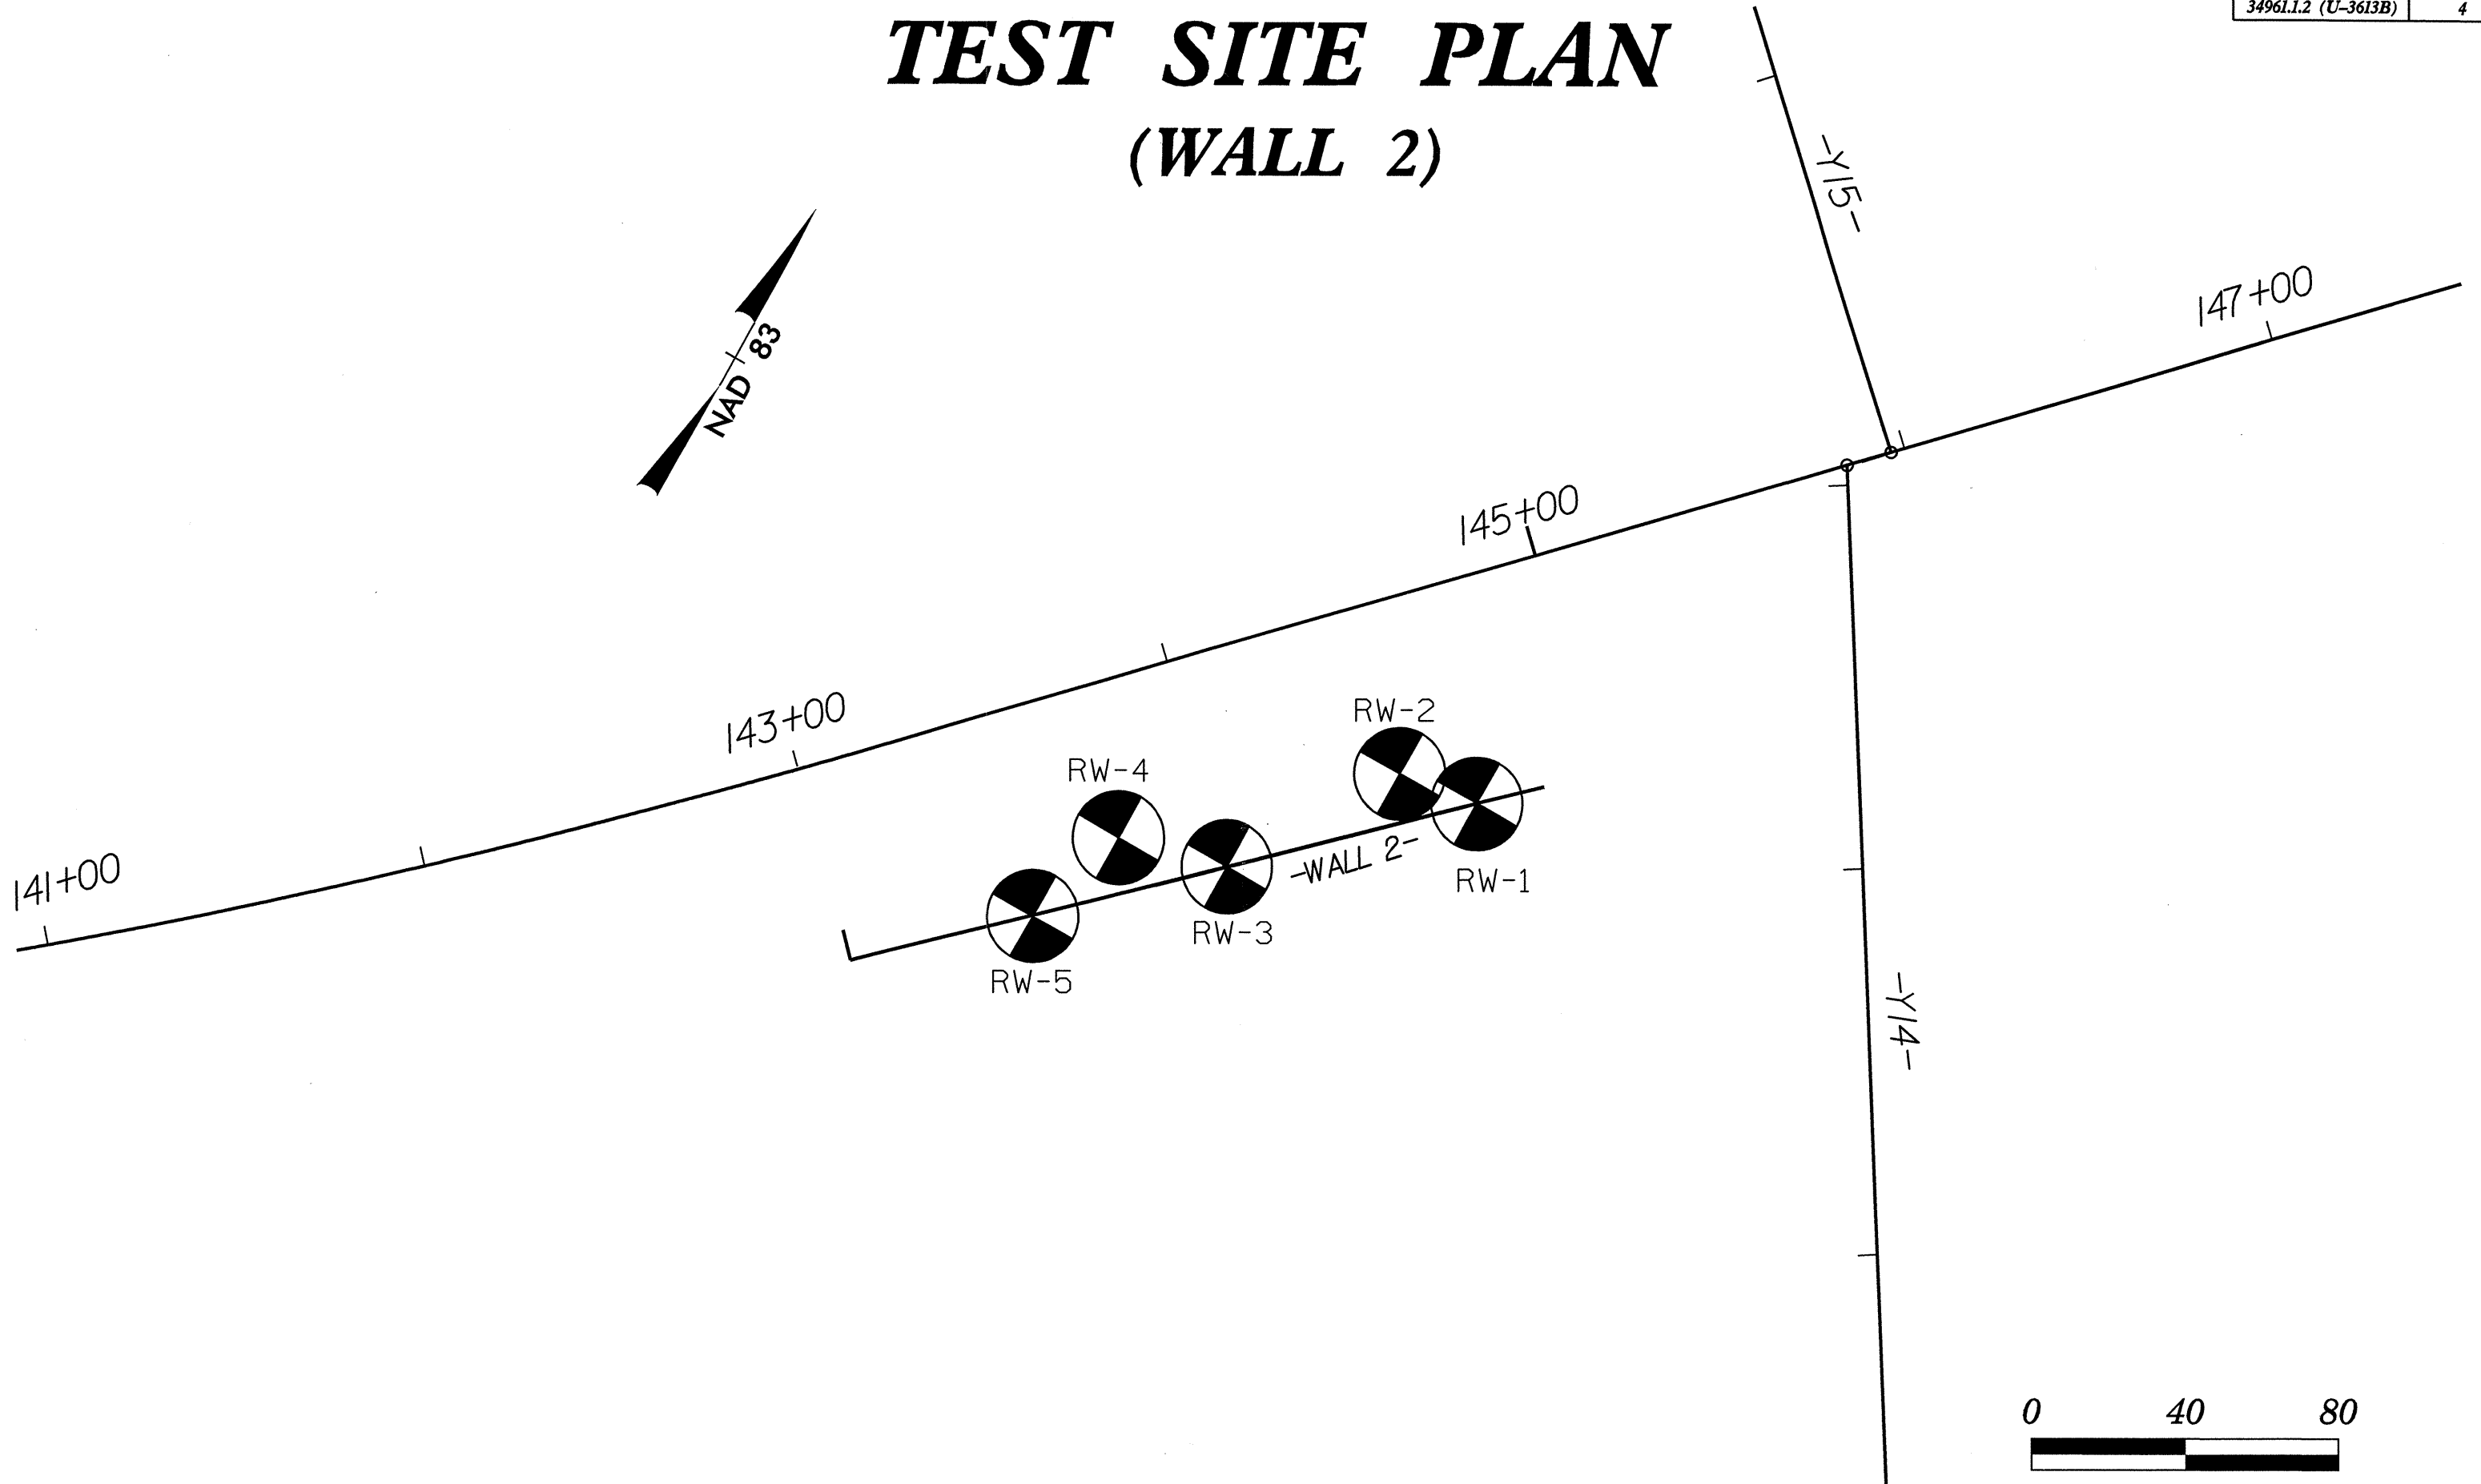 34961.1.2 (U-3613B) 4
TEST SITE PLAN
(WALL 2)
-Y15-
147+00
NAD 83
145+00
143+00
RW-2
RW-4
141+00
-WALL 2-
RW-1
RW-3
RW-5
-Y14-
0 40 80